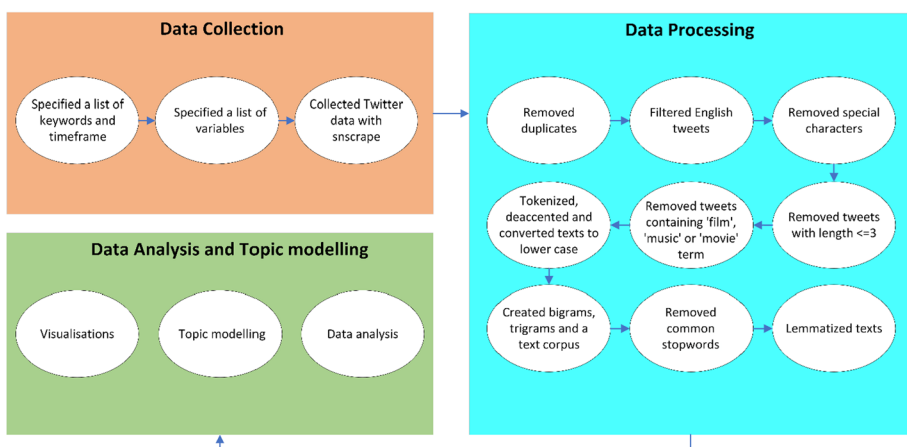 Data Collection
Specified a list of
keywords and
timeframe
Specified a list of
variables
Collected Twitter
data with
snscrape
Data Processing
Removed
duplicates
Filtered English
tweets
Removed special
characters
Removed tweets
with length <=3
Removed tweets
containing 'film',
'music' or 'movie'
term
Tokenized,
deaccented and
converted texts to
lower case
Created bigrams,
trigrams and a
text corpus
Removed
common
stopwords
Lemmatized texts
Data Analysis and Topic modelling
Visualisations
Topic modelling
Data analysis